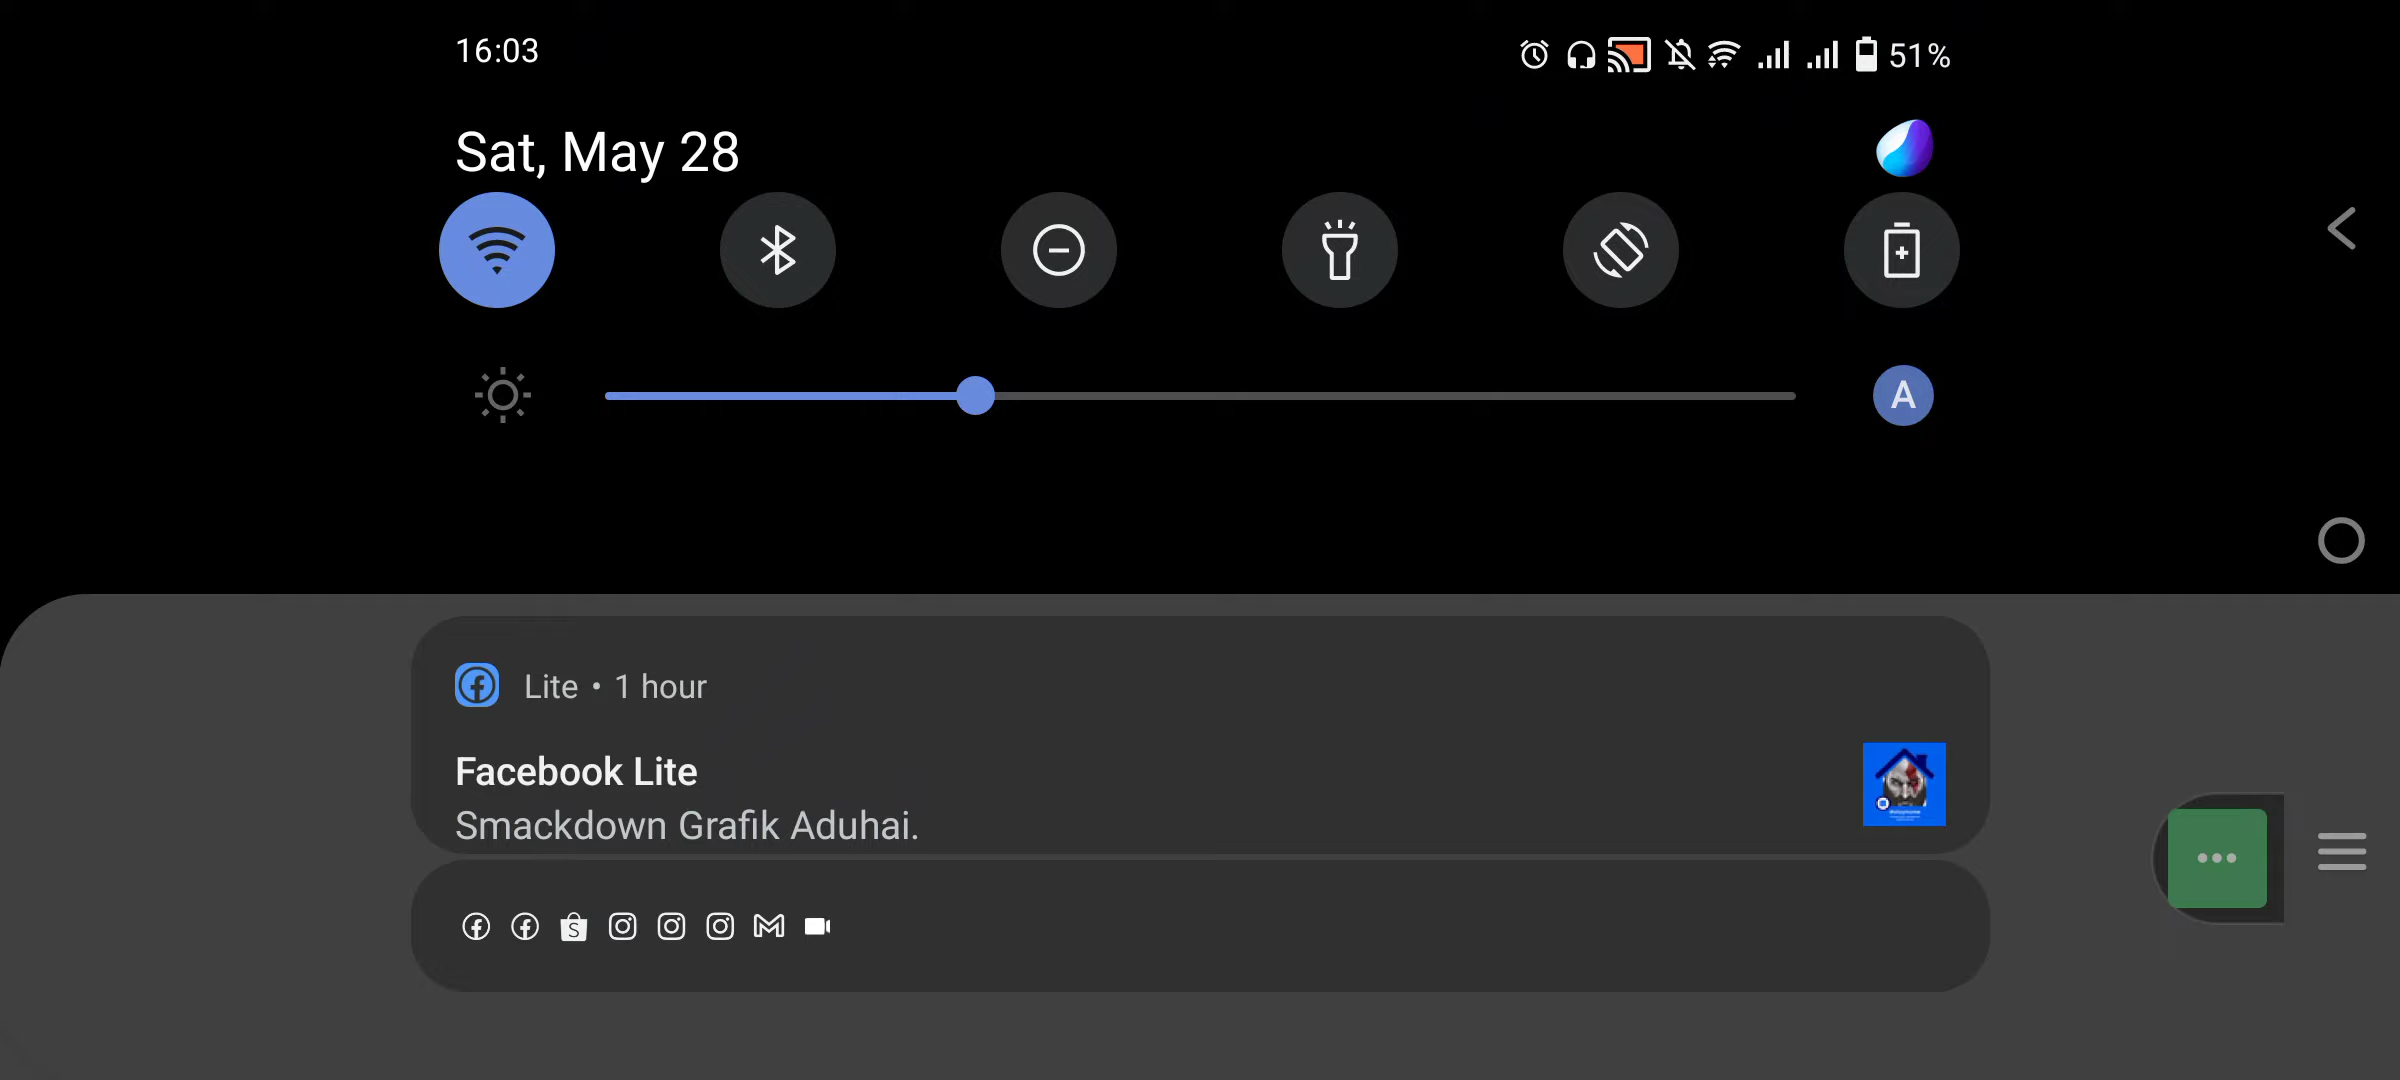 16:03
51%
Sat, May 28
A
Lite • 1 hour
Facebook Lite
Smackdown Grafik Aduhai.